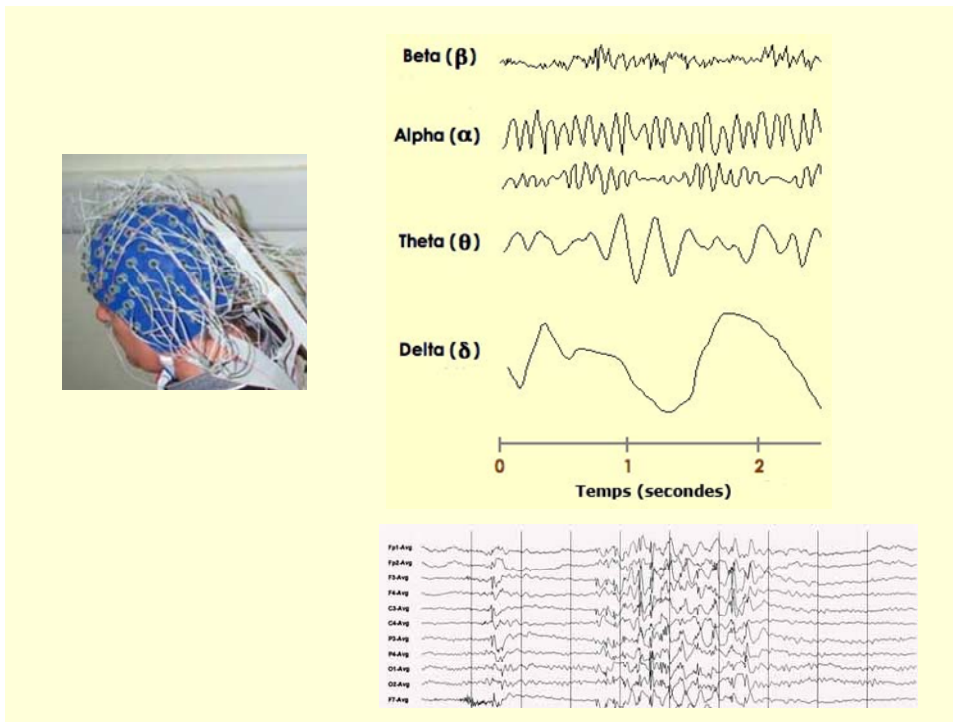 Beta (β)
Alpha (α)
Theta (θ)
Delta (δ)
0 1 2
Temps (secondes)
Fp1-Avg
Fp2-Avg
F3-Avg
F4-Avg
C3-Avg
C4-Avg
P3-Avg
P4-Avg
O1-Avg
O2-Avg
F7-Avg